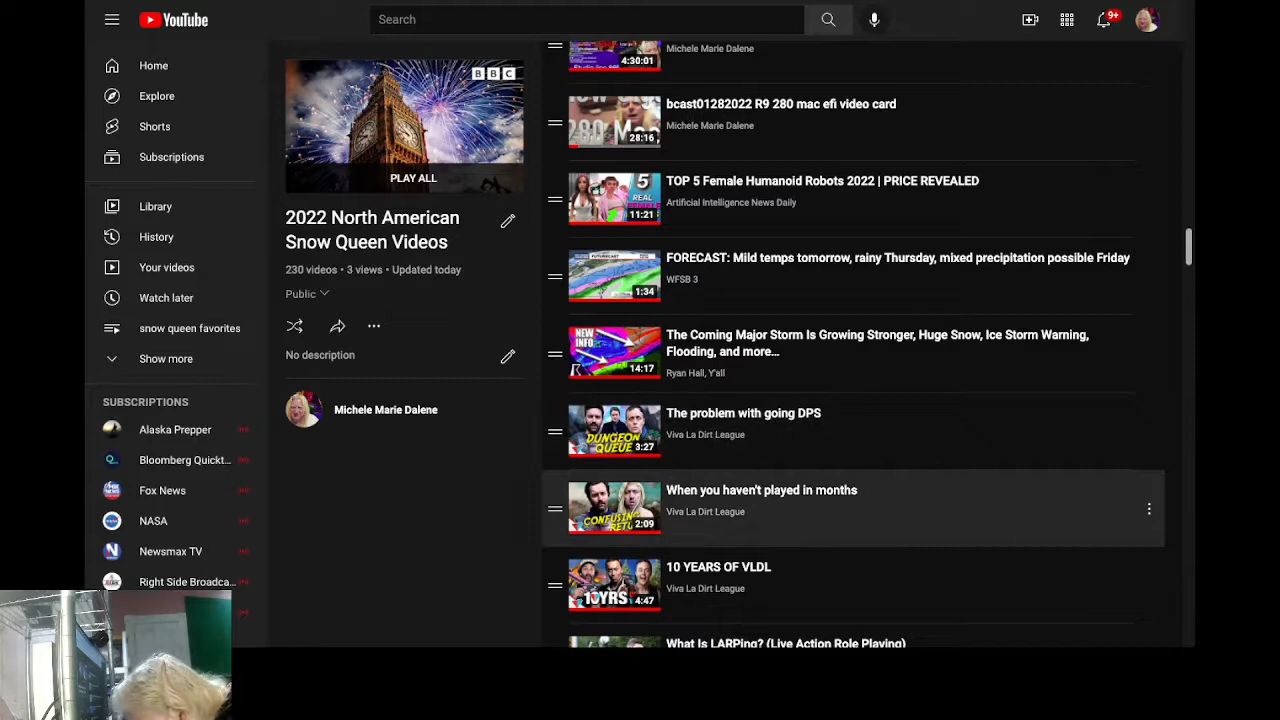 YouTube
Search
9+
Home
Explore
Shorts
Subscriptions
Library
History
Your videos
Watch later
snow queen favorites
Show more
SUBSCRIPTIONS
Alaska Prepper
Bloomberg Quickt...
Fox News
NASA
Newsmax TV
Right Side Broadca...
BBC
PLAY ALL
2022 North American
Snow Queen Videos
230 videos • 3 views • Updated today
Public
No description
Michele Marie Dalene
4:30:01
Michele Marie Dalene
28:16
bcast01282022 R9 280 mac efi video card
Michele Marie Dalene
5
REAL
11:21
TOP 5 Female Humanoid Robots 2022 | PRICE REVEALED
Artificial Intelligence News Daily
1:34
FORECAST: Mild temps tomorrow, rainy Thursday, mixed precipitation possible Friday
WFSB 3
NEW
INFO
14:17
The Coming Major Storm Is Growing Stronger, Huge Snow, Ice Storm Warning,
Flooding, and more...
Ryan Hall, Y'all
DUNGEON
QUEUE
3:27
The problem with going DPS
Viva La Dirt League
CONFUSING
RETU
2:09
When you haven't played in months
Viva La Dirt League
10YRS
4:47
10 YEARS OF VLDL
Viva La Dirt League
What Is LARPing? (Live Action Role Playing)